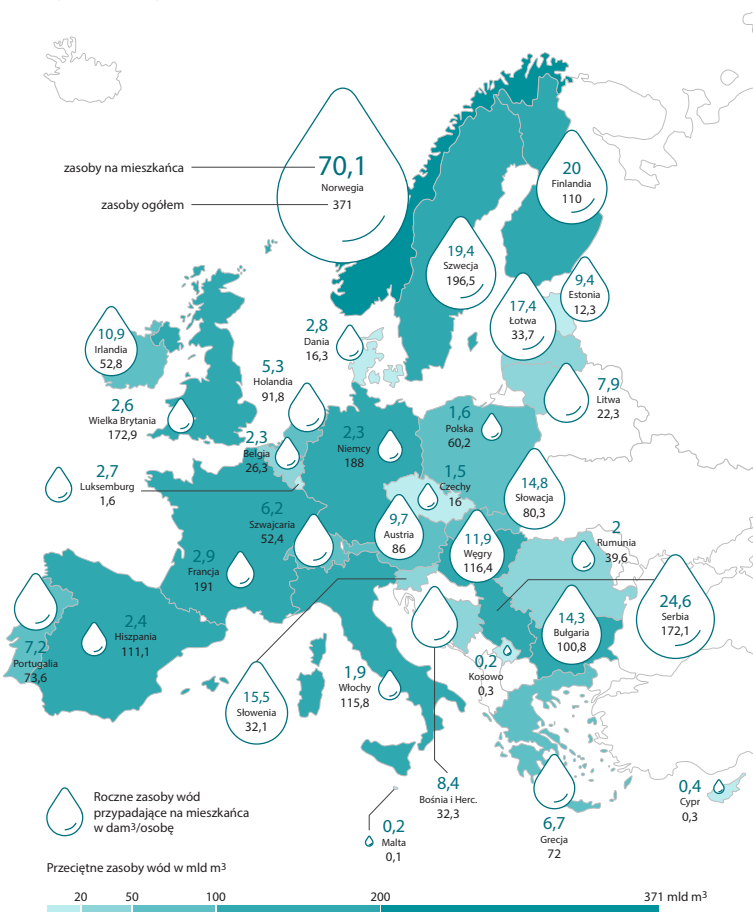 zasoby na mieszkańca
70,1
Norwegia
zasoby ogółem
371
20
Finlandia
110
19,4
Szwecja
196,5
9,4
Estonia
12,3
17,4
Łotwa
33,7
10,9
Irlandia
52,8
2,8
Dania
16,3
5,3
Holandia
91,8
7,9
Litwa
22,3
2,6
Wielka Brytania
172,9
1,6
Polska
60,2
2,3
Belgia
26,3
2,3
Niemcy
188
2,7
Luksemburg
1,6
1,5
Czechy
16
14,8
Słowacja
80,3
6,2
Szwajcaria
52,4
9,7
Austria
86
11,9
Węgry
116,4
2
Rumunia
39,6
2,9
Francja
191
24,6
Serbia
172,1
2,4
Hiszpania
111,1
14,3
Bułgaria
100,8
7,2
Portugalia
73,6
0,2
Kosowo
0,3
1,9
Włochy
115,8
15,5
Słowenia
32,1
8,4
Bośnia i Herc.
32,3
0,4
Cypr
0,3
6,7
Grecja
72
0,2
Malta
0,1
Roczne zasoby wód
przypadające na mieszkańca
w dam³/osobę
Przeciętne zasoby wód w mld m³
20 50 100 200 371 mld m³